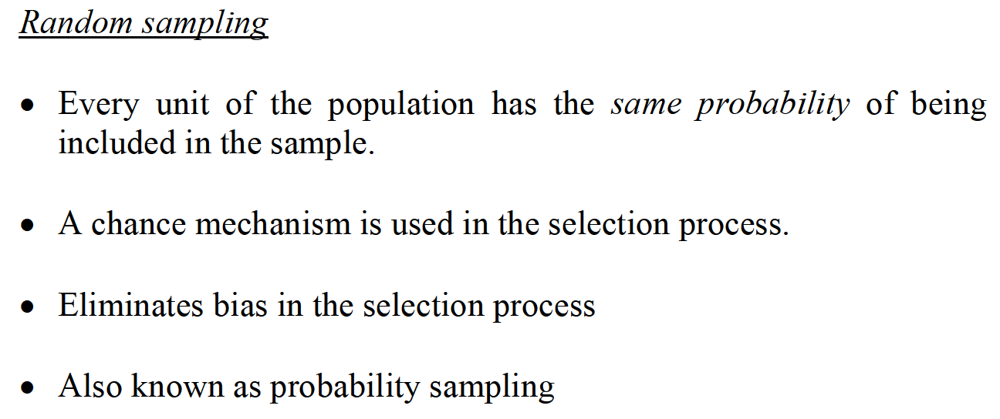 Random sampling
• Every unit of the population has the same probability of being
included in the sample.
• A chance mechanism is used in the selection process.
• Eliminates bias in the selection process
• Also known as probability sampling